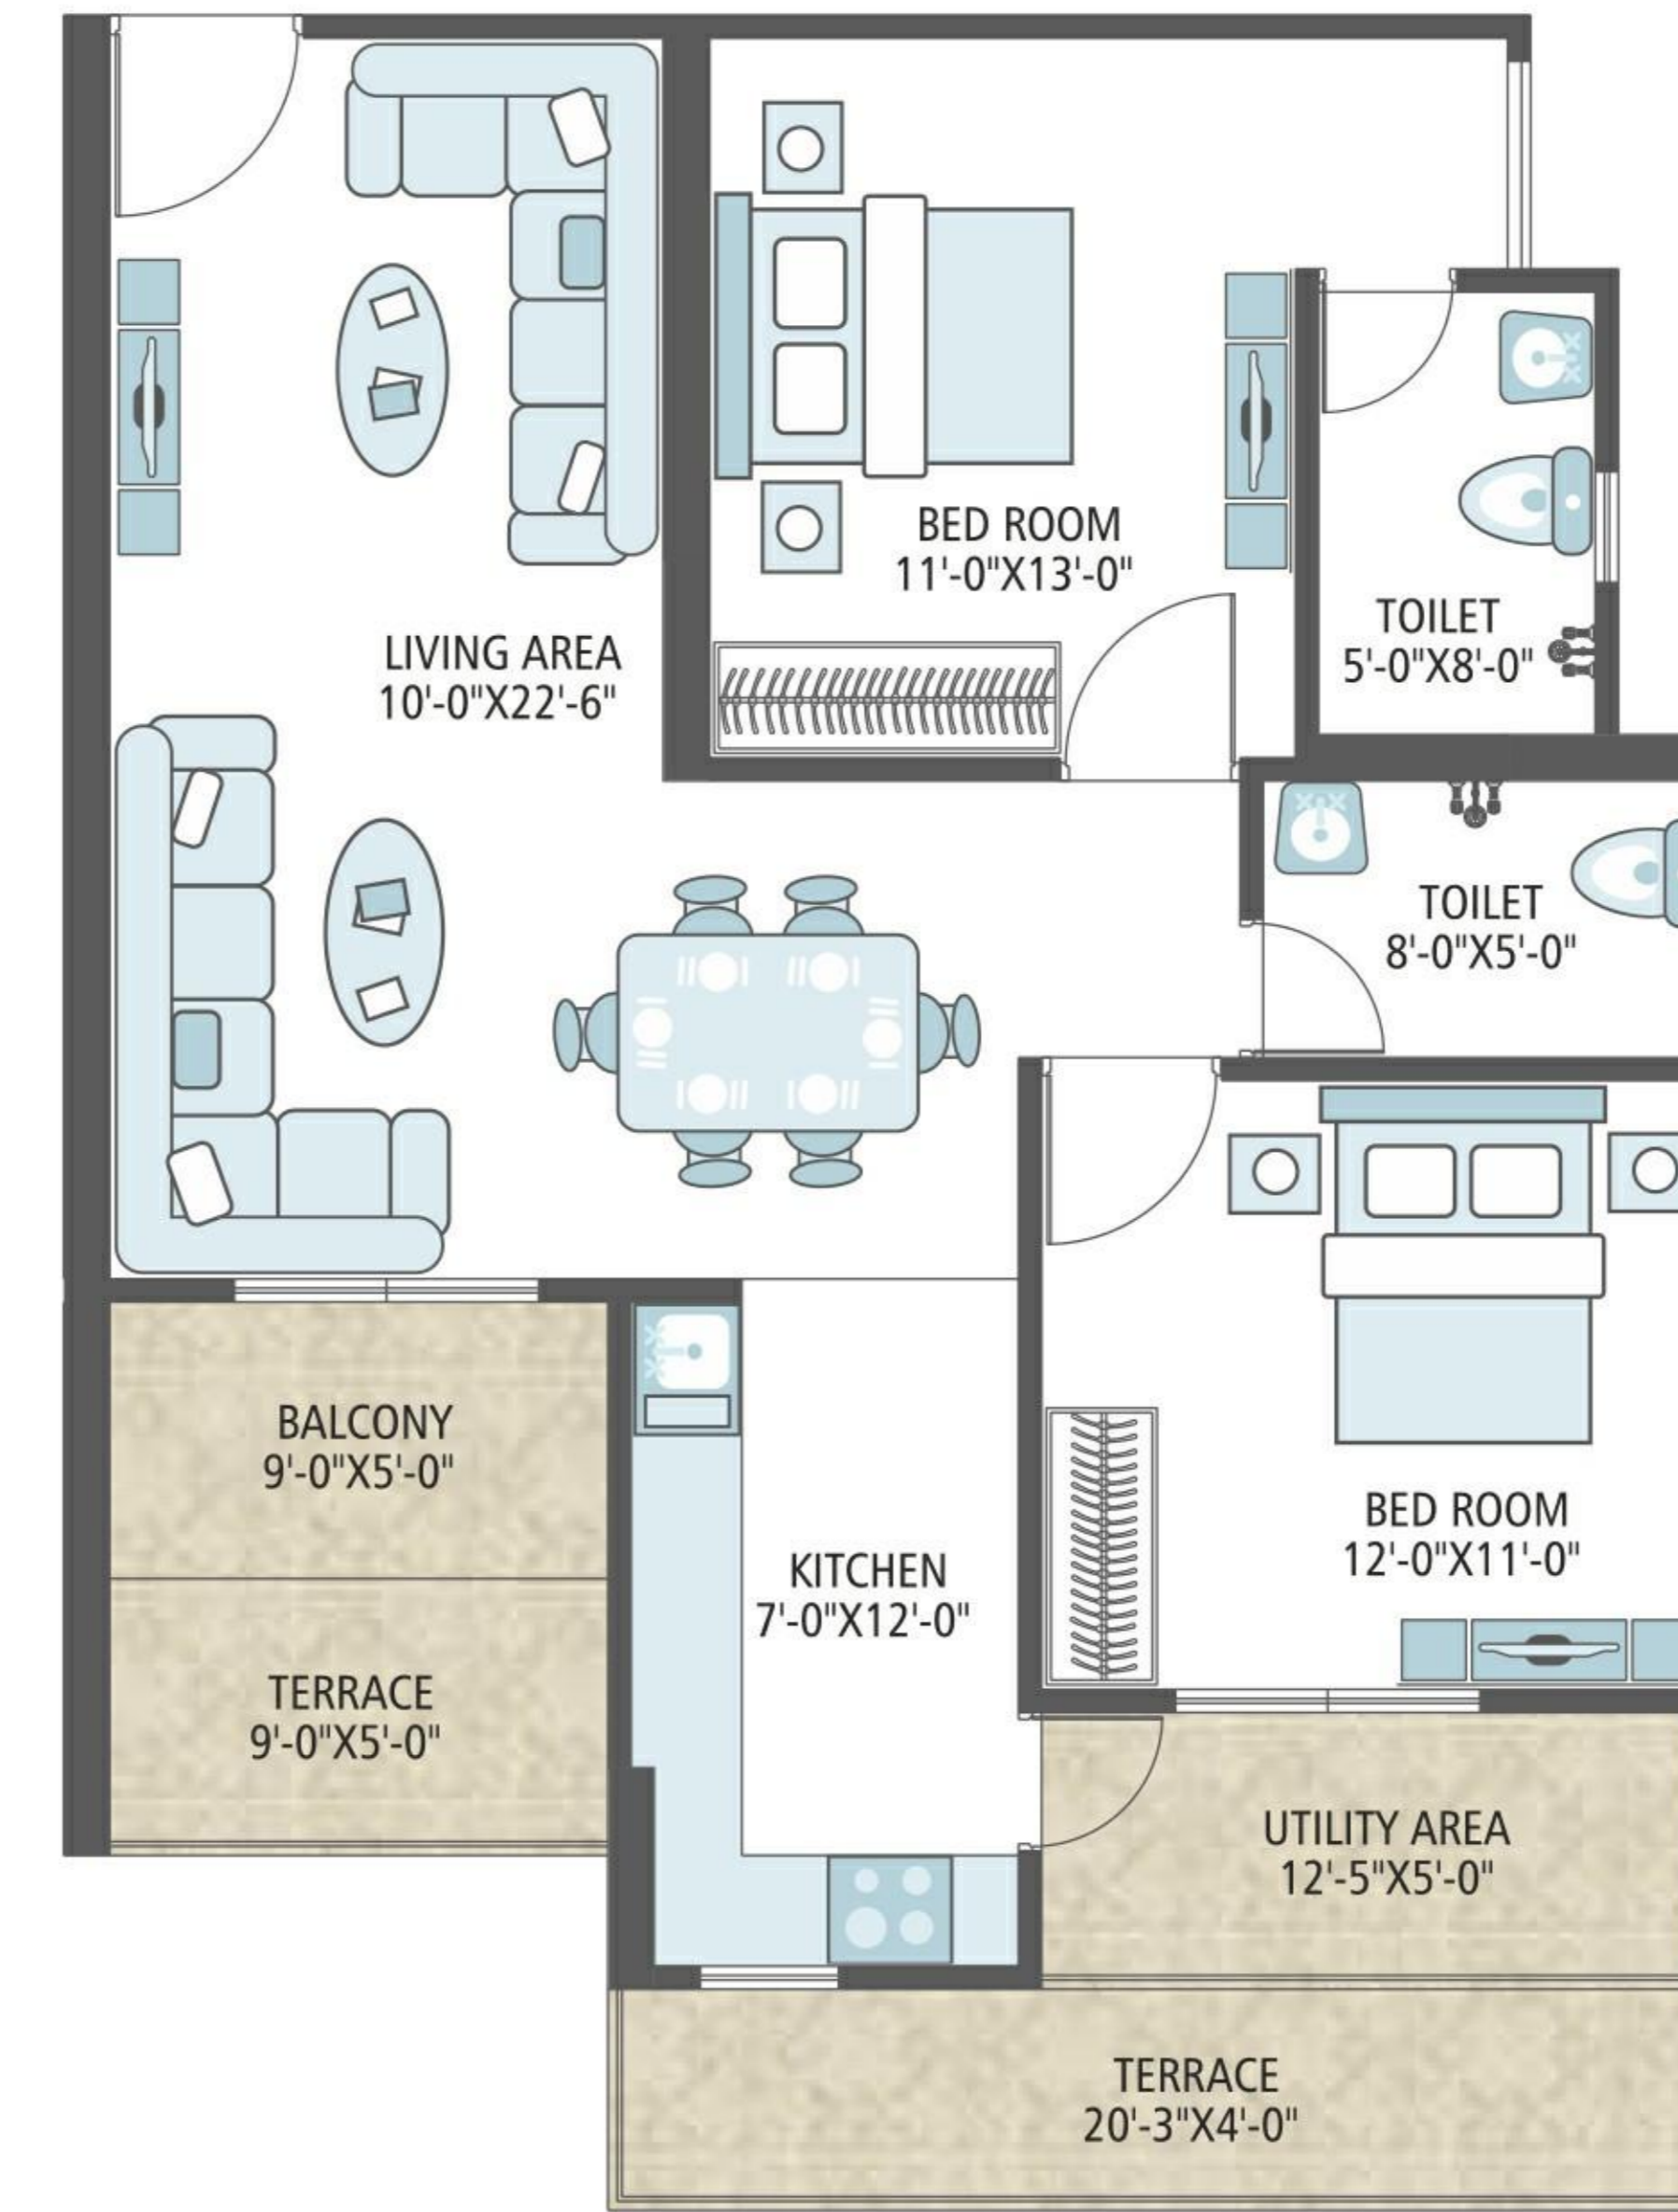 BED ROOM
11'-0"X13'-0"
TOILET
5'-0"X8'-0"
LIVING AREA
10'-0"X22'-6"
TOILET
8'-0"X5'-0"
BALCONY
9'-0"X5'-0"
BED ROOM
12'-0"X11'-0"
KITCHEN
7'-0"X12'-0"
TERRACE
9'-0"X5'-0"
UTILITY AREA
12'-5"X5'-0"
TERRACE
20'-3"X4'-0"